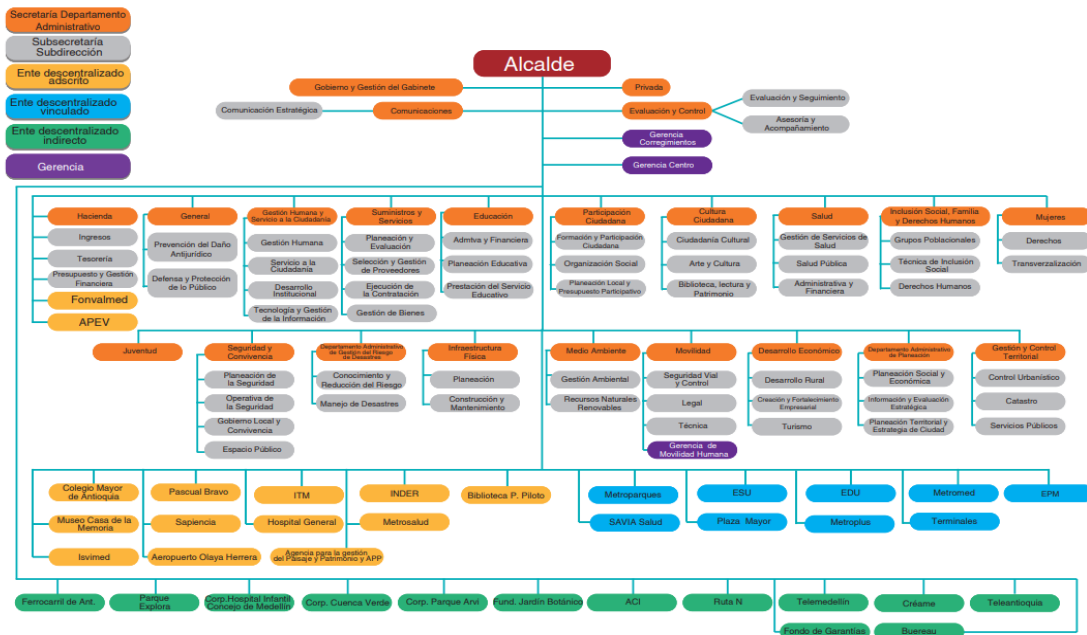 Secretaría Departamento
Administrativo
Subsecretaría
Subdirección
Ente descentralizado
adscrito
Ente descentralizado
vinculado
Ente descentralizado
indirecto
Gerencia
Alcalde
Gobierno y Gestión del Gabinete
Privada
Comunicación Estratégica
Comunicaciones
Evaluación y Control
Evaluación y Seguimiento
Asesoría y
Acompañamiento
Gerencia
Corregimientos
Gerencia Centro
Hacienda
Ingresos
Tesorería
Presupuesto y Gestión
Financiera
Fonvalmed
APEV
General
Prevención del Daño
Antijurídico
Defensa y Protección
de lo Público
Gestión Humana y
Servicio a la Ciudadanía
Gestión Humana
Servicio a la
Ciudadanía
Desarrollo
Institucional
Tecnología y Gestión
de la Información
Suministros y
Servicios
Planeación y
Evaluación
Selección y Gestión
de Proveedores
Ejecución de
la Contratación
Gestión de Bienes
Educación
Admtva y Financiera
Planeación Educativa
Prestación del Servicio
Educativo
Participación
Ciudadana
Formación y Participación
Ciudadana
Organización Social
Planeación Local y
Presupuesto Participativo
Cultura
Ciudadana
Ciudadanía Cultural
Arte y Cultura
Biblioteca, lectura y
Patrimonio
Salud
Gestión de Servicios de
Salud
Salud Pública
Administrativa y
Financiera
Inclusión Social, Familia
y Derechos Humanos
Grupos Poblacionales
Técnica de Inclusión
Social
Derechos Humanos
Mujeres
Derechos
Transverzalización
Juventud
Seguridad y
Convivencia
Planeación de
la Seguridad
Operativa de
la Seguridad
Gobierno Local y
Convivencia
Espacio Público
Departamento Administrativo
de Gestión del Riesgo
de Desastres
Conocimiento y
Reducción del Riesgo
Manejo de Desastres
Infraestructura
Física
Planeación
Construcción y
Mantenimiento
Medio Ambiente
Gestión Ambiental
Recursos Naturales
Renovables
Movilidad
Seguridad Vial
y Control
Legal
Técnica
Gerencia de
Movilidad Humana
Desarrollo Económico
Desarrollo Rural
Creación y Fortalecimiento
Empresarial
Turismo
Departamento Administrativo
de Planeación
Planeación Social y
Económica
Información y Evaluación
Estratégica
Planeación Territorial y
Estrategia de Ciudad
Gestión y Control
Territorial
Control Urbanístico
Catastro
Servicios Públicos
Colegio Mayor
de Antioquia
Museo Casa de la
Memoria
Isvimed
Pascual Bravo
Sapiencia
Aeropuerto Olaya Herrera
ITM
Hospital General
Agencia para la gestión
del Paisaje y Patrimonio y APP
INDER
Metrosalud
Biblioteca P. Piloto
Metroparques
SAVIA Salud
ESU
Plaza Mayor
EDU
Metroplus
Metromed
Terminales
EPM
Ferrocarril de Ant.
Parque
Explora
Corp.Hospital Infantil
Concejo de Medellín
Corp. Cuenca Verde
Corp. Parque Arvi
Fund. Jardín Botánico
ACI
Ruta N
Telemedellín
Créame
Teleantioquia
Fondo de Garantías
Buereau